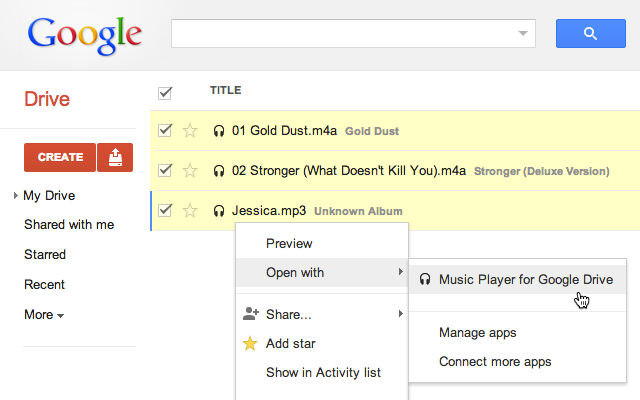 Google
Drive
TITLE
CREATE
01 Gold Dust.m4a Gold Dust
02 Stronger (What Doesn't Kill You).m4a Stronger (Deluxe Version)
My Drive
Jessica.mp3 Unknown Album
Shared with me
Starred
Recent
More
Preview
Open with
Share...
Add star
Show in Activity list
Music Player for Google Drive
Manage apps
Connect more apps